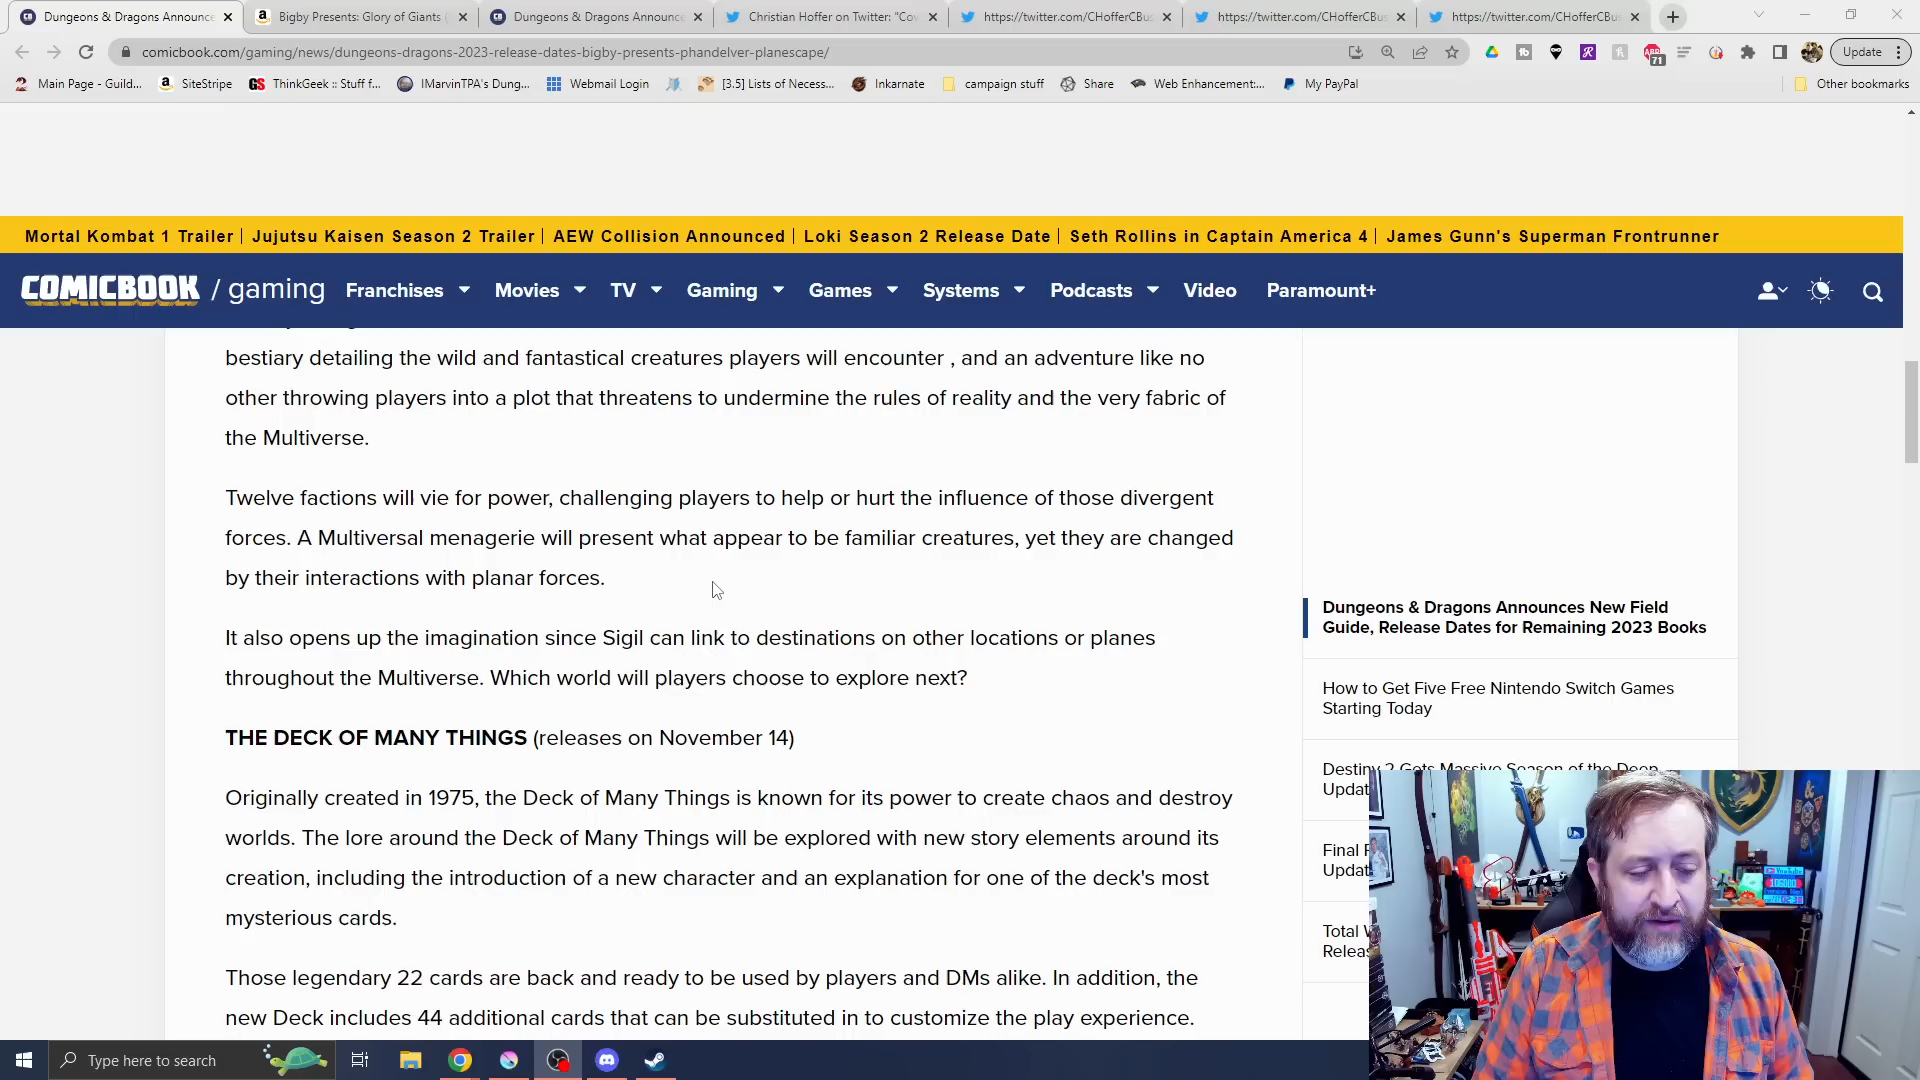 Dungeons & Dragons Announce
Bigby Presents: Glory of Giants (
Dungeons & Dragons Announc
Christian Hoffer on Twitter: "Cov
https://twitter.com/CHofferCBus
https://twitter.com/CHofferCBus
https://twitter.com/CHofferCBus
comicbook.com/gaming/news/dungeons-dragons-2023-release-dates-bigby-presents-phandelver-planescape/
71
Update
Main Page - Guild...
SiteStripe
ThinkGeek :: Stuff f...
IMarvinTPA's Dung...
Webmail Login
[3.5] Lists of Necess...
Inkarnate
campaign stuff
Share
Web Enhancement:...
My PayPal
Other bookmarks
Mortal Kombat 1 Trailer | Jujutsu Kaisen Season 2 Trailer | AEW Collision Announced | Loki Season 2 Release Date | Seth Rollins in Captain America 4 | James Gunn's Superman Frontrunner
COMICBOOK / gaming Franchises Movies TV Gaming Games Systems Podcasts Video Paramount+
bestiary detailing the wild and fantastical creatures players will encounter , and an adventure like no
other throwing players into a plot that threatens to undermine the rules of reality and the very fabric of
the Multiverse.
Twelve factions will vie for power, challenging players to help or hurt the influence of those divergent
forces. A Multiversal menagerie will present what appear to be familiar creatures, yet they are changed
by their interactions with planar forces.
It also opens up the imagination since Sigil can link to destinations on other locations or planes
throughout the Multiverse. Which world will players choose to explore next?
THE DECK OF MANY THINGS (releases on November 14)
Originally created in 1975, the Deck of Many Things is known for its power to create chaos and destroy
worlds. The lore around the Deck of Many Things will be explored with new story elements around its
creation, including the introduction of a new character and an explanation for one of the deck's most
mysterious cards.
Those legendary 22 cards are back and ready to be used by players and DMs alike. In addition, the
new Deck includes 44 additional cards that can be substituted in to customize the play experience.
Dungeons & Dragons Announces New Field
Guide, Release Dates for Remaining 2023 Books
How to Get Five Free Nintendo Switch Games
Starting Today
Destiny 2 Gets Massive Season of the Deep
Updat
Final F
Updat
Total W
Releas
Type here to search